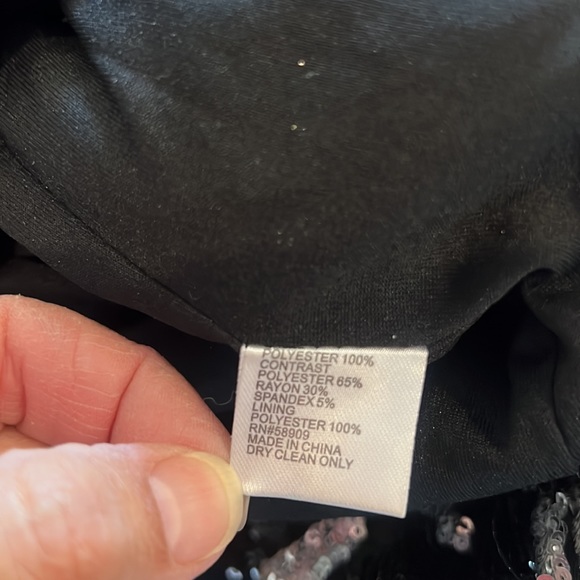 POLYESTER 100%
CONTRAST
POLYESTER 65%
RAYON 30%
SPANDEX 5%
LINING
POLYESTER 100%
RN#58909
MADE IN CHINA
DRY CLEAN ONLY